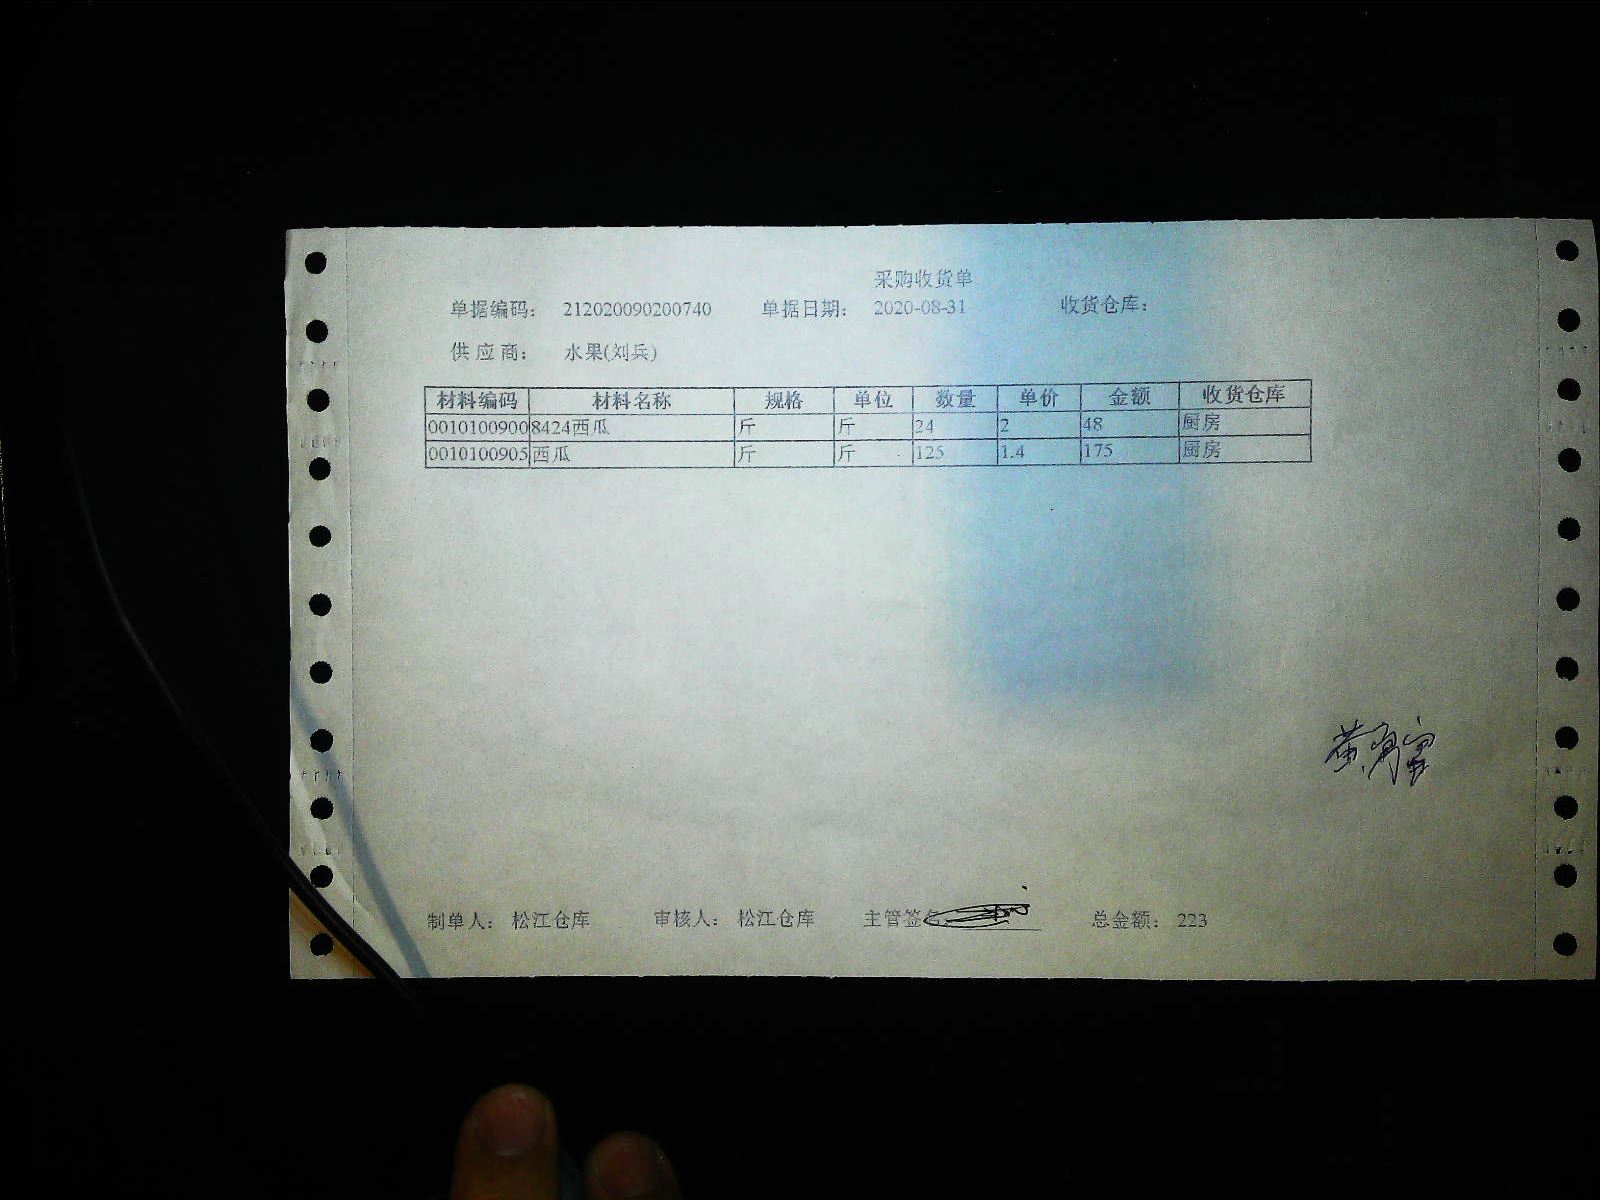 采购收货单
单据编码： 212020090200740 单据日期： 2020-08-31 收货仓库：
供 应 商： 水果(刘兵)
材料编码 材料名称 规格 单位 数量 单价 金额 收货仓库
0010100900 8424西瓜 斤 斤 24 2 48 厨房
0010100905 西瓜 斤 斤 125 1.4 175 厨房
制单人： 松江仓库 审核人： 松江仓库 主管签名 总金额： 223